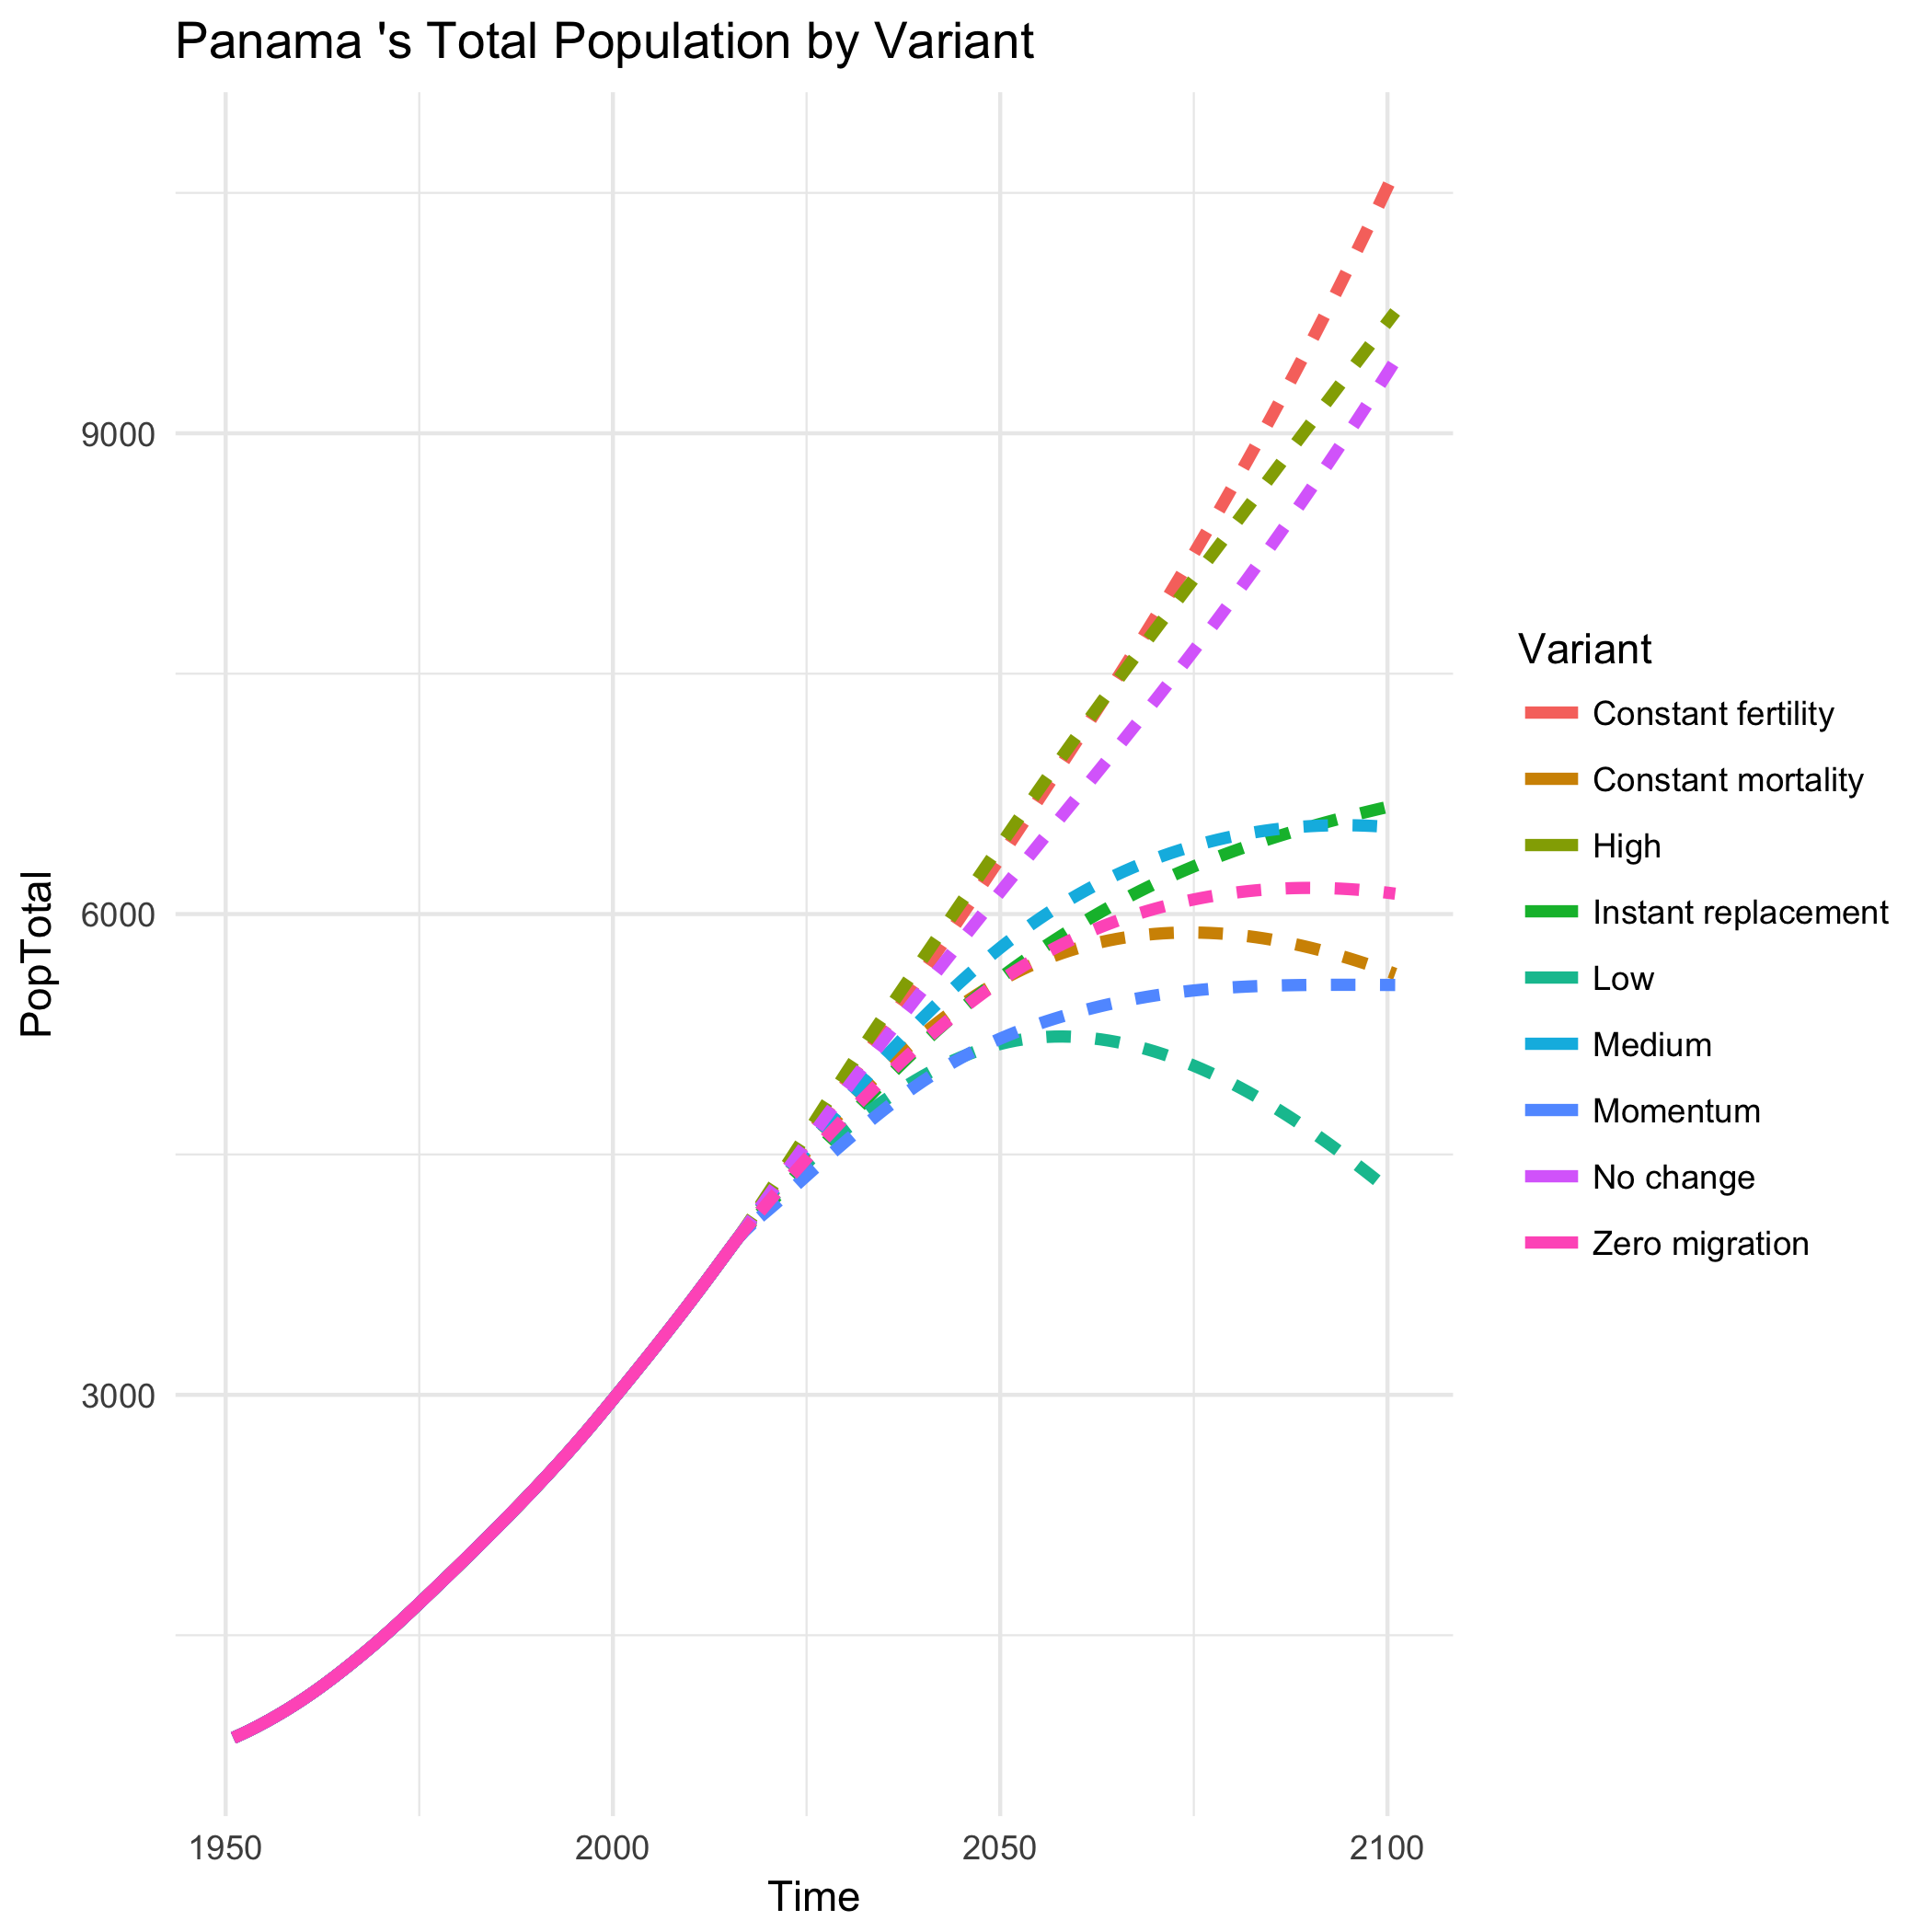 Panama 's Total Population by Variant
PopTotal
9000
6000
3000
1950
2000
2050
2100
Time
Variant
Constant fertility
Constant mortality
High
Instant replacement
Low
Medium
Momentum
No change
Zero migration